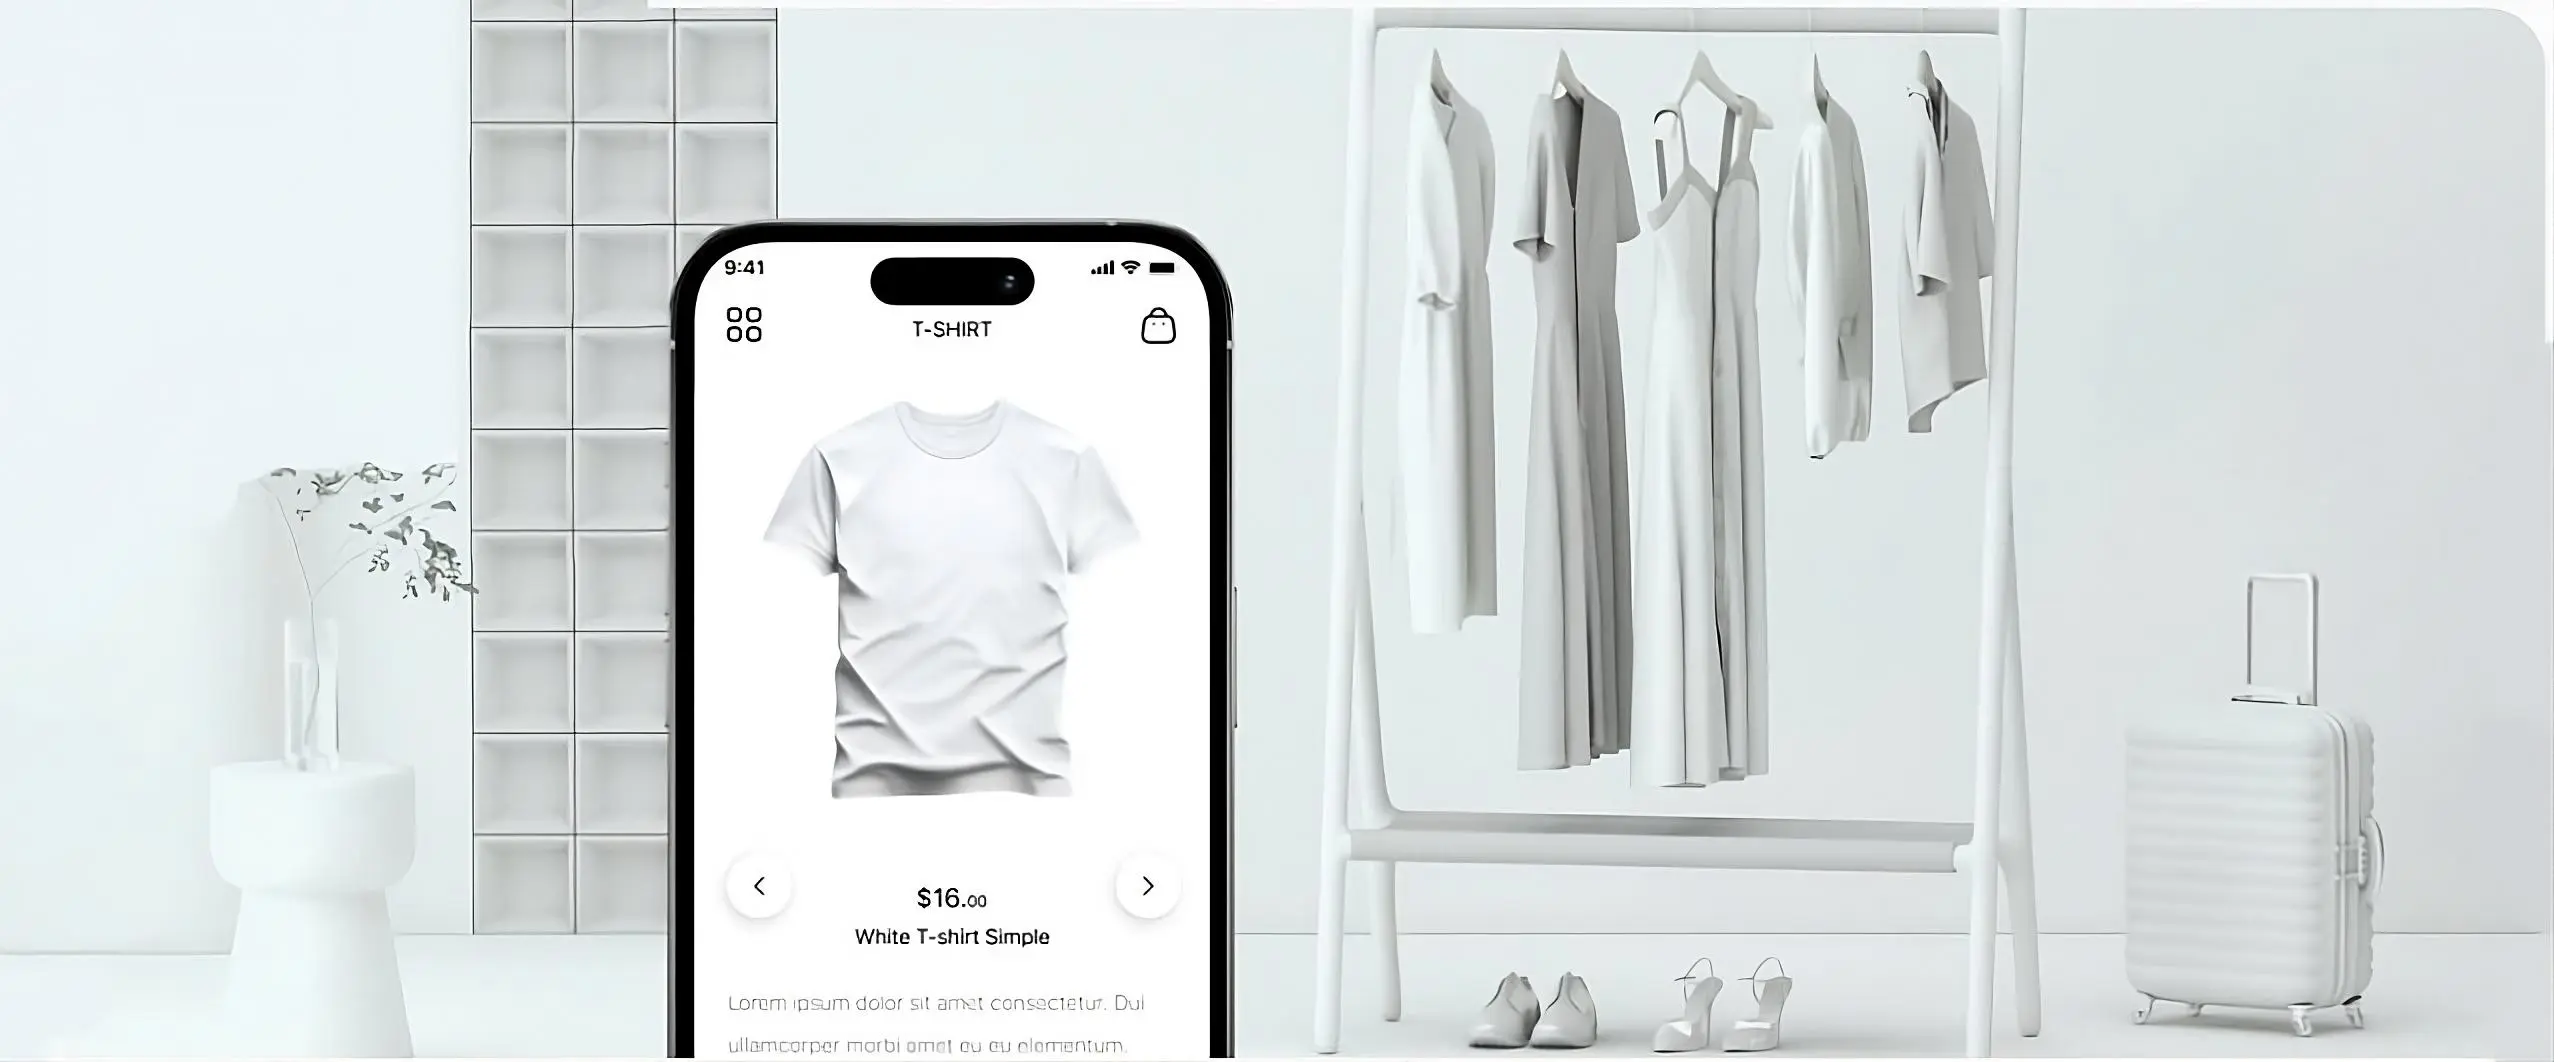 9:41
T-SHIRT
$16.00
White T-shirt Simple
Lorem ipsum dolor sit amet consectetur. Dui
ullamcorper morbi amet eu eu elementum.